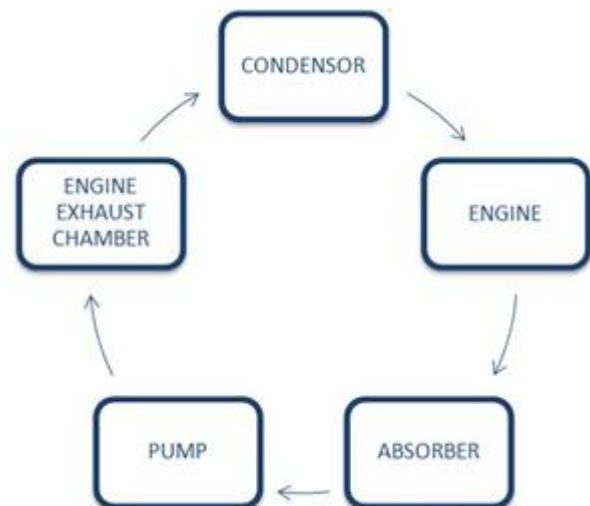 CONDENSOR
ENGINE
ABSORBER
PUMP
ENGINE
EXHAUST
CHAMBER